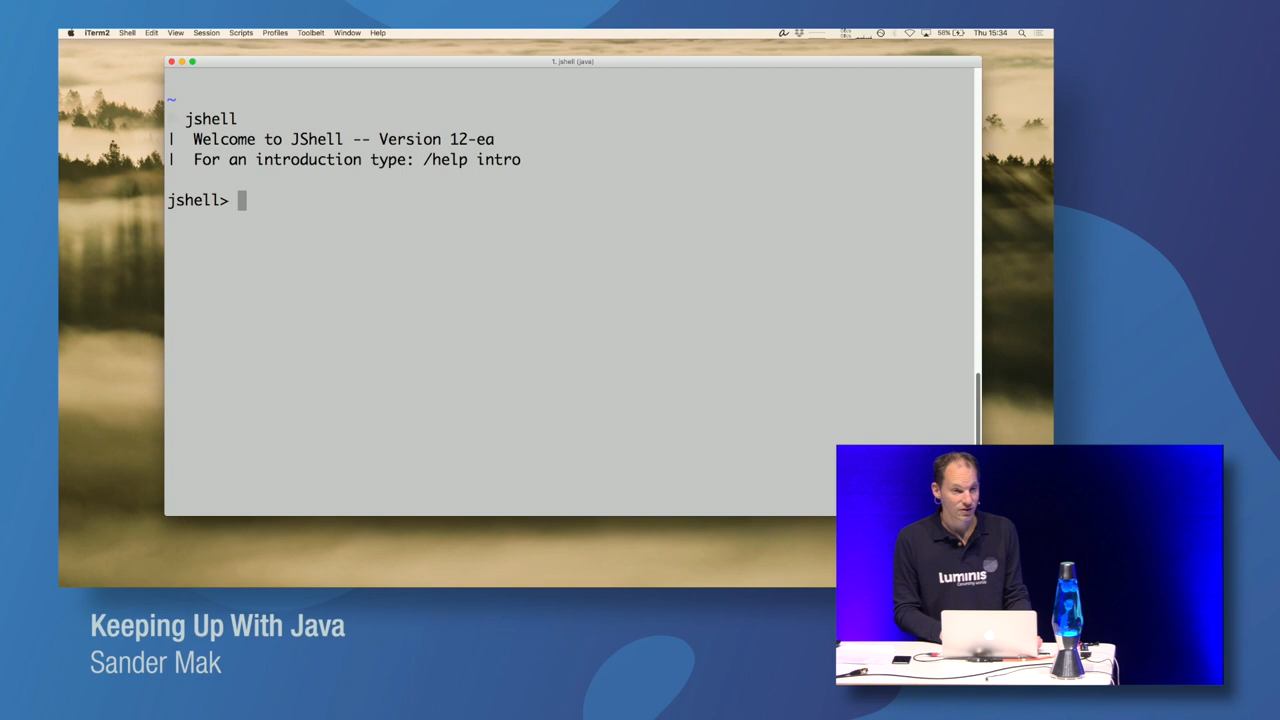 iTerm2 Shell Edit View Session Scripts Profiles Toolbelt Window Help
58% Thu 15:34
1. jshell (java)
~
jshell
| Welcome to JShell -- Version 12-ea
| For an introduction type: /help intro
jshell>
luminis
Keeping Up With Java
Sander Mak